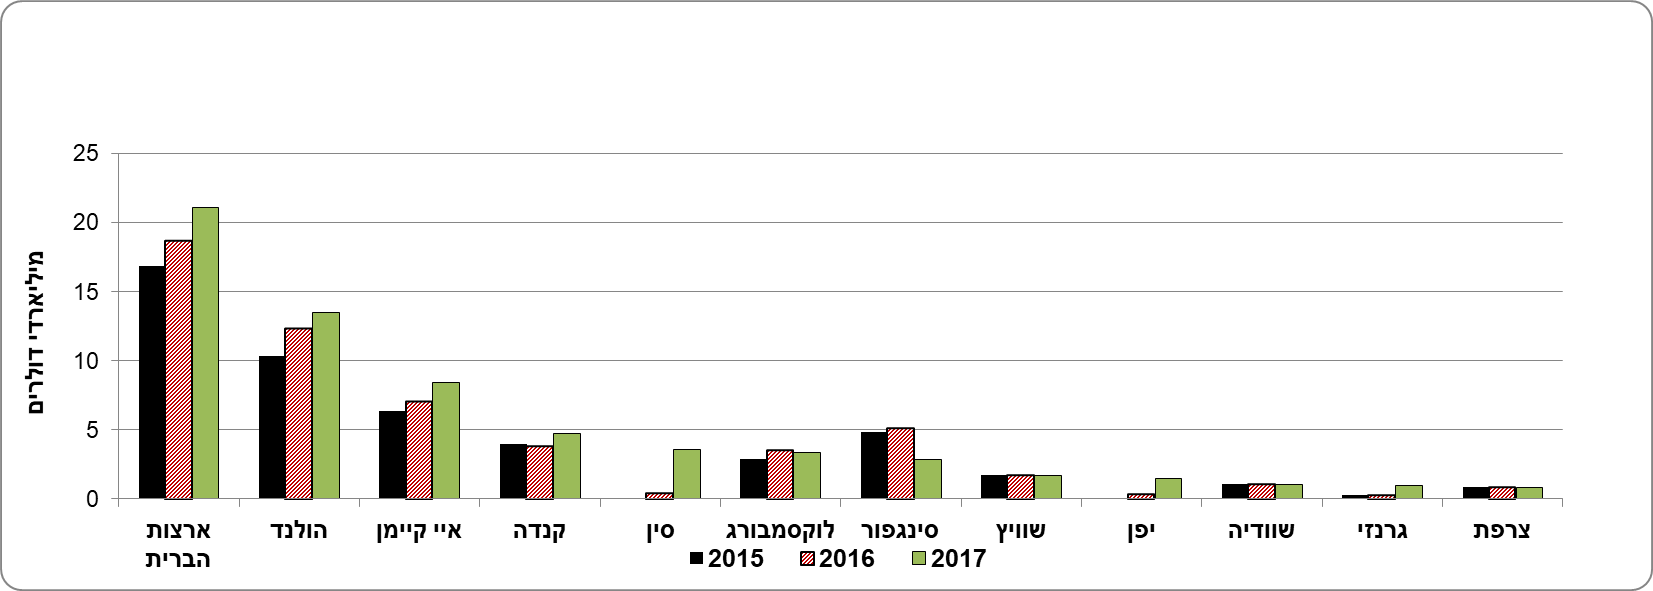 25
20
15
10
5
0
מיליארדי דולרים
ארצות הברית
הולנד
איי קיימן
קנדה
סין
לוקסמבורג
סינגפור
שוויץ
יפן
שוודיה
גרנזי
צרפת
2015
2016
2017